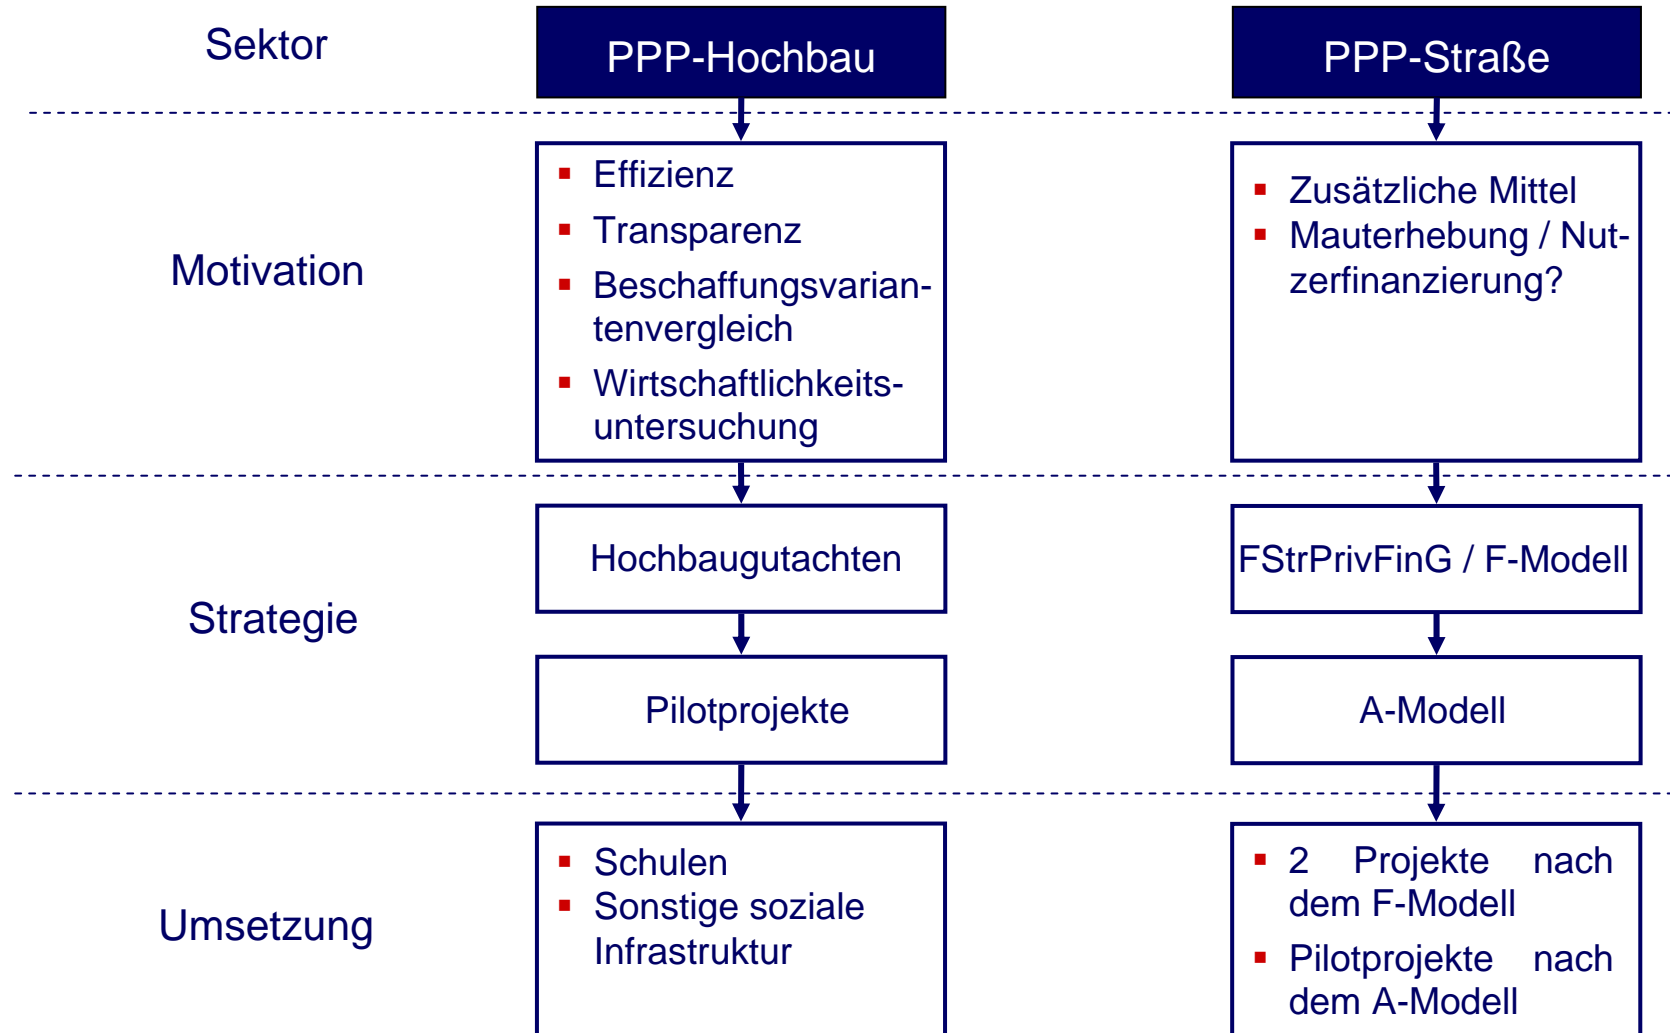 Sektor
PPP-Hochbau
PPP-Straße
Motivation
Effizienz
Transparenz
Beschaffungsvarian-
tenvergleich
Wirtschaftlichkeits-
untersuchung
Zusätzliche Mittel
Mauterhebung / Nut-
zerfinanzierung?
Strategie
Hochbaugutachten
FStrPrivFinG / F-Modell
Pilotprojekte
A-Modell
Umsetzung
Schulen
Sonstige soziale
Infrastruktur
2 Projekte nach
dem F-Modell
Pilotprojekte nach
dem A-Modell